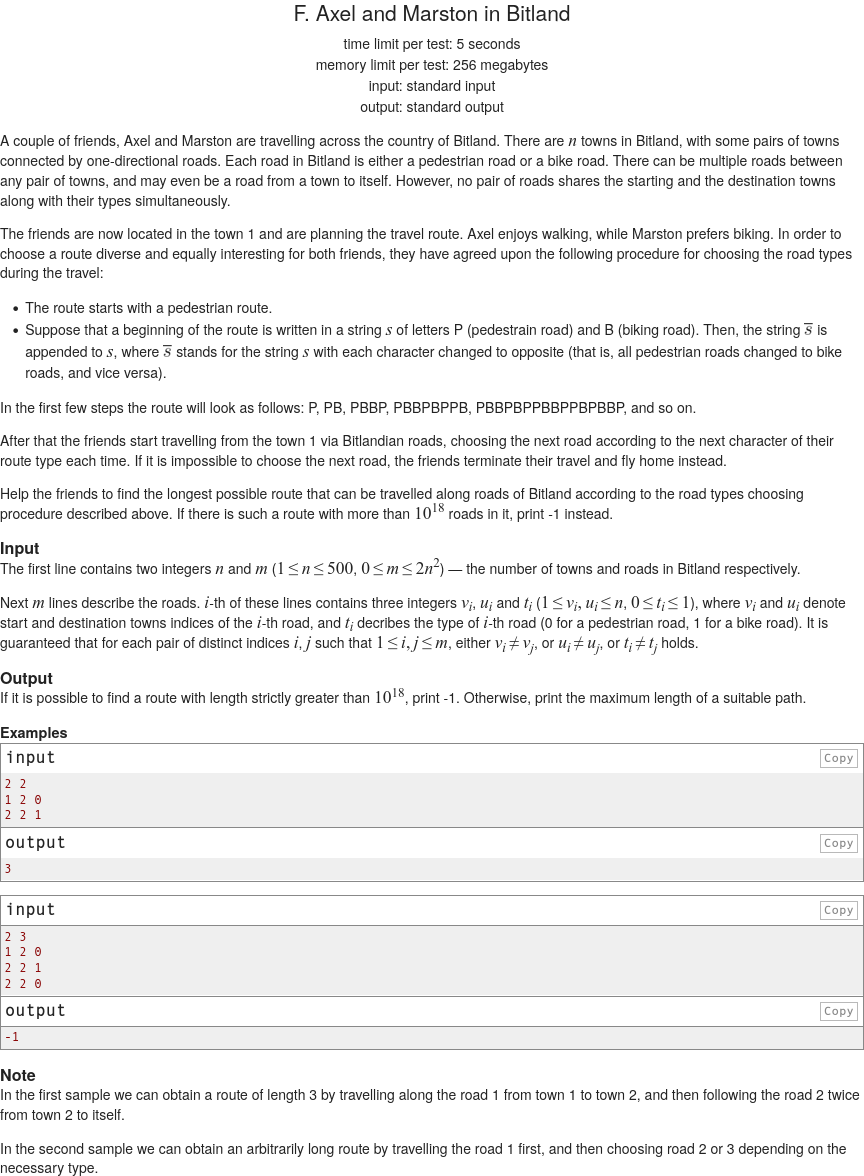 F. Axel and Marston in Bitland
time limit per test: 5 seconds
memory limit per test: 256 megabytes
input: standard input
output: standard output
A couple of friends, Axel and Marston are travelling across the country of Bitland. There are n towns in Bitland, with some pairs of towns
connected by one-directional roads. Each road in Bitland is either a pedestrian road or a bike road. There can be multiple roads between
any pair of towns, and may even be a road from a town to itself. However, no pair of roads shares the starting and the destination towns
along with their types simultaneously.
The friends are now located in the town 1 and are planning the travel route. Axel enjoys walking, while Marston prefers biking. In order to
choose a route diverse and equally interesting for both friends, they have agreed upon the following procedure for choosing the road types
during the travel:
• The route starts with a pedestrian route.
• Suppose that a beginning of the route is written in a string s of letters P (pedestrain road) and B (biking road). Then, the string s̅ is
appended to s, where s̅ stands for the string s with each character changed to opposite (that is, all pedestrian roads changed to bike
roads, and vice versa).
In the first few steps the route will look as follows: P, PB, PBBP, PBBPBPPB, PBBPBPPBBPPBPBBP, and so on.
After that the friends start travelling from the town 1 via Bitlandian roads, choosing the next road according to the next character of their
route type each time. If it is impossible to choose the next road, the friends terminate their travel and fly home instead.
Help the friends to find the longest possible route that can be travelled along roads of Bitland according to the road types choosing
procedure described above. If there is such a route with more than 10^18 roads in it, print -1 instead.
Input
The first line contains two integers n and m (1 ≤ n ≤ 500, 0 ≤ m ≤ 2n^2) — the number of towns and roads in Bitland respectively.
Next m lines describe the roads. i-th of these lines contains three integers v_i, u_i and t_i (1 ≤ v_i, u_i ≤ n, 0 ≤ t_i ≤ 1), where v_i and u_i denote
start and destination towns indices of the i-th road, and t_i decribes the type of i-th road (0 for a pedestrian road, 1 for a bike road). It is
guaranteed that for each pair of distinct indices i, j such that 1 ≤ i, j ≤ m, either v_i ≠ v_j, or u_i ≠ u_j, or t_i ≠ t_j holds.
Output
If it is possible to find a route with length strictly greater than 10^18, print -1. Otherwise, print the maximum length of a suitable path.
Examples
input Copy
2 2
1 2 0
2 2 1
output Copy
3
input Copy
2 3
1 2 0
2 2 1
2 2 0
output Copy
-1
Note
In the first sample we can obtain a route of length 3 by travelling along the road 1 from town 1 to town 2, and then following the road 2 twice
from town 2 to itself.
In the second sample we can obtain an arbitrarily long route by travelling the road 1 first, and then choosing road 2 or 3 depending on the
necessary type.